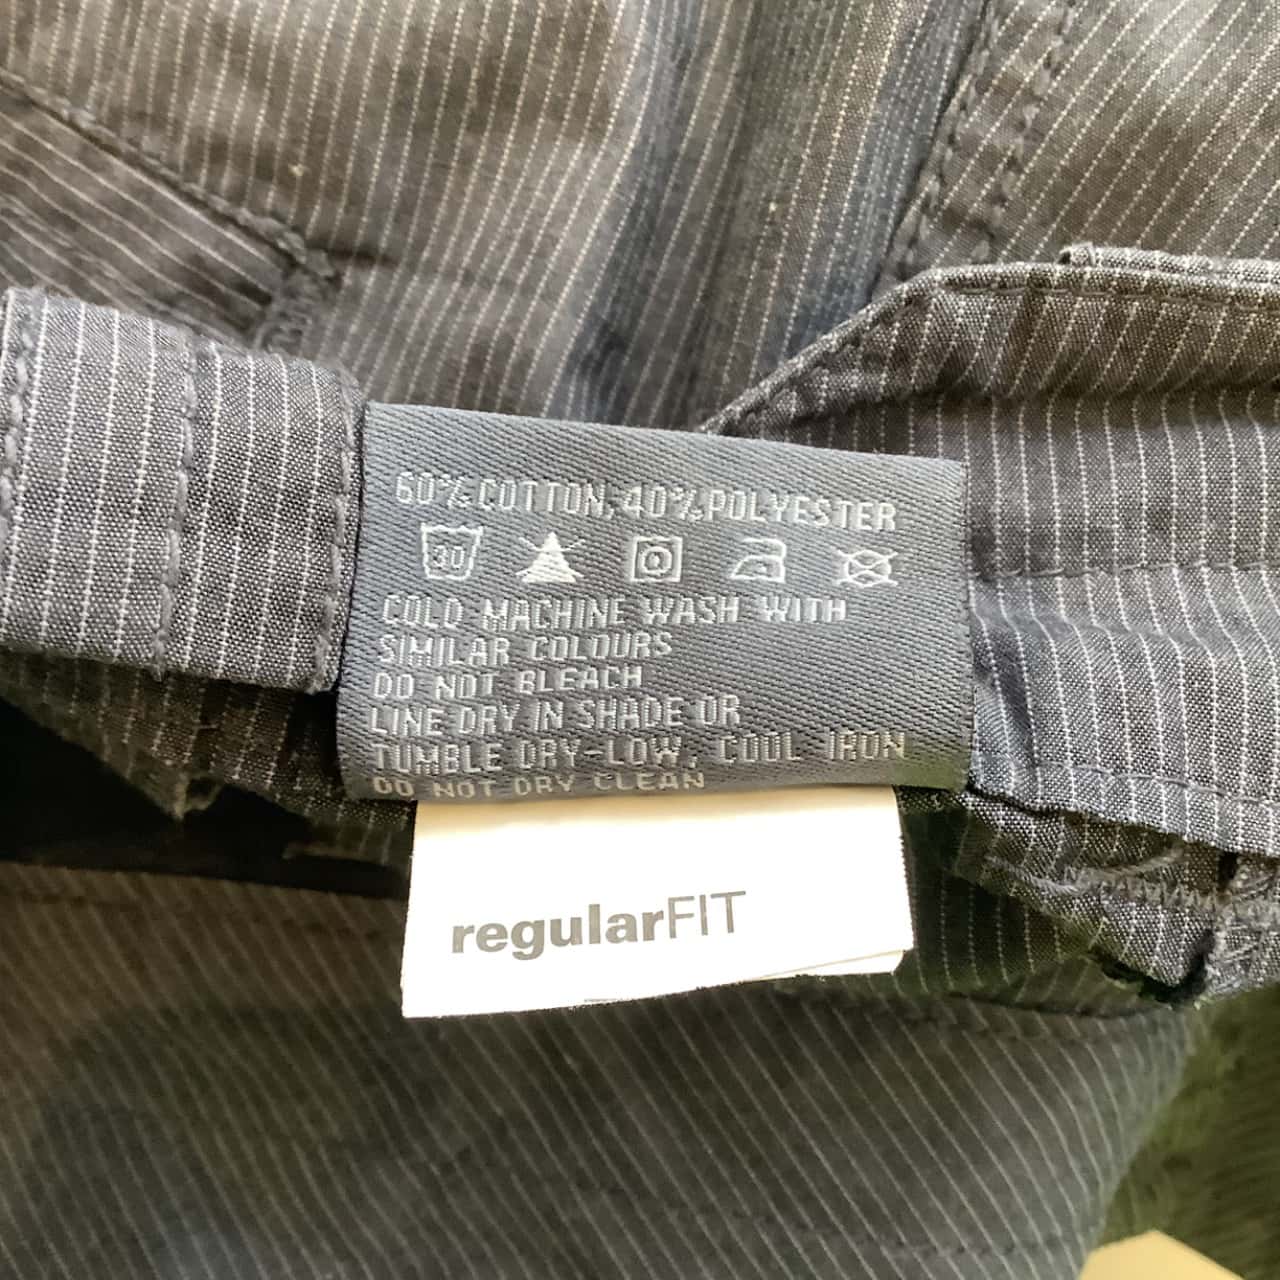 60% COTTON, 40% POLYESTER
30
COLD MACHINE WASH WITH
SIMILAR COLOURS
DO NOT BLEACH
LINE DRY IN SHADE OR
TUMBLE DRY-LOW, COOL IRON
DO NOT DRY CLEAN
regularFIT